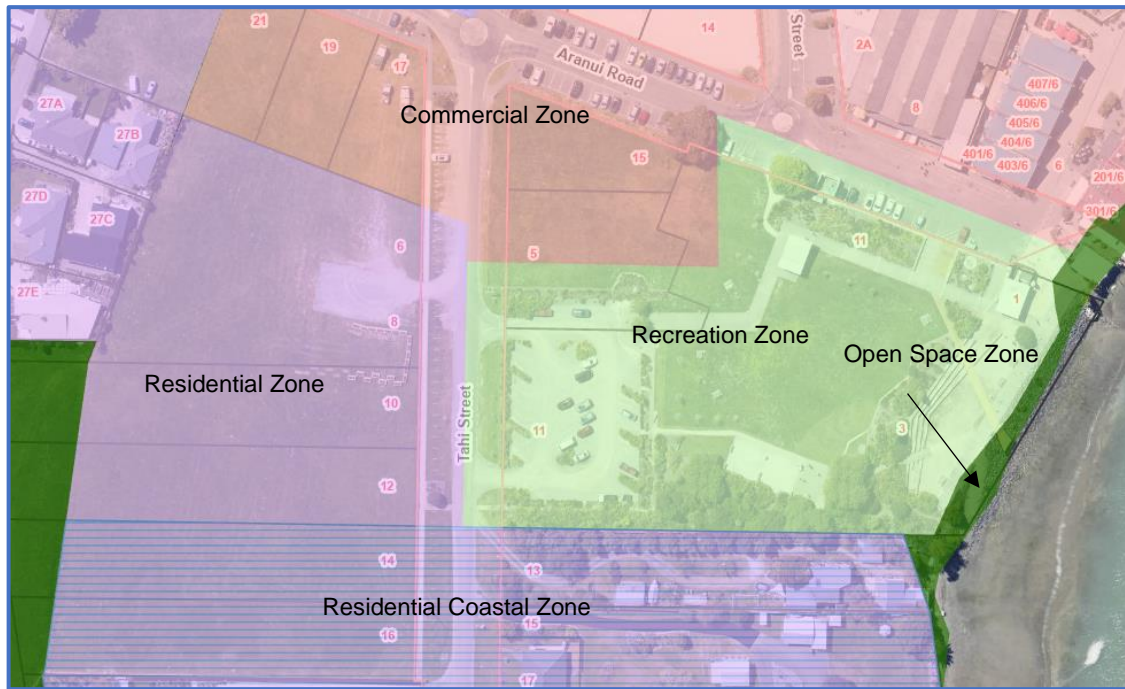 21
19
17
14
Street
2A
Aranui Road
407/6
406/6
405/6
404/6
403/6
8
401/6
6
201/6
301/6
27A
27B
Commercial Zone
15
27D
27C
6
5
11
27E
8
1
Recreation Zone
Open Space Zone
Residential Zone
10
Tahi Street
11
3
12
14
13
Residential Coastal Zone
16
15
17